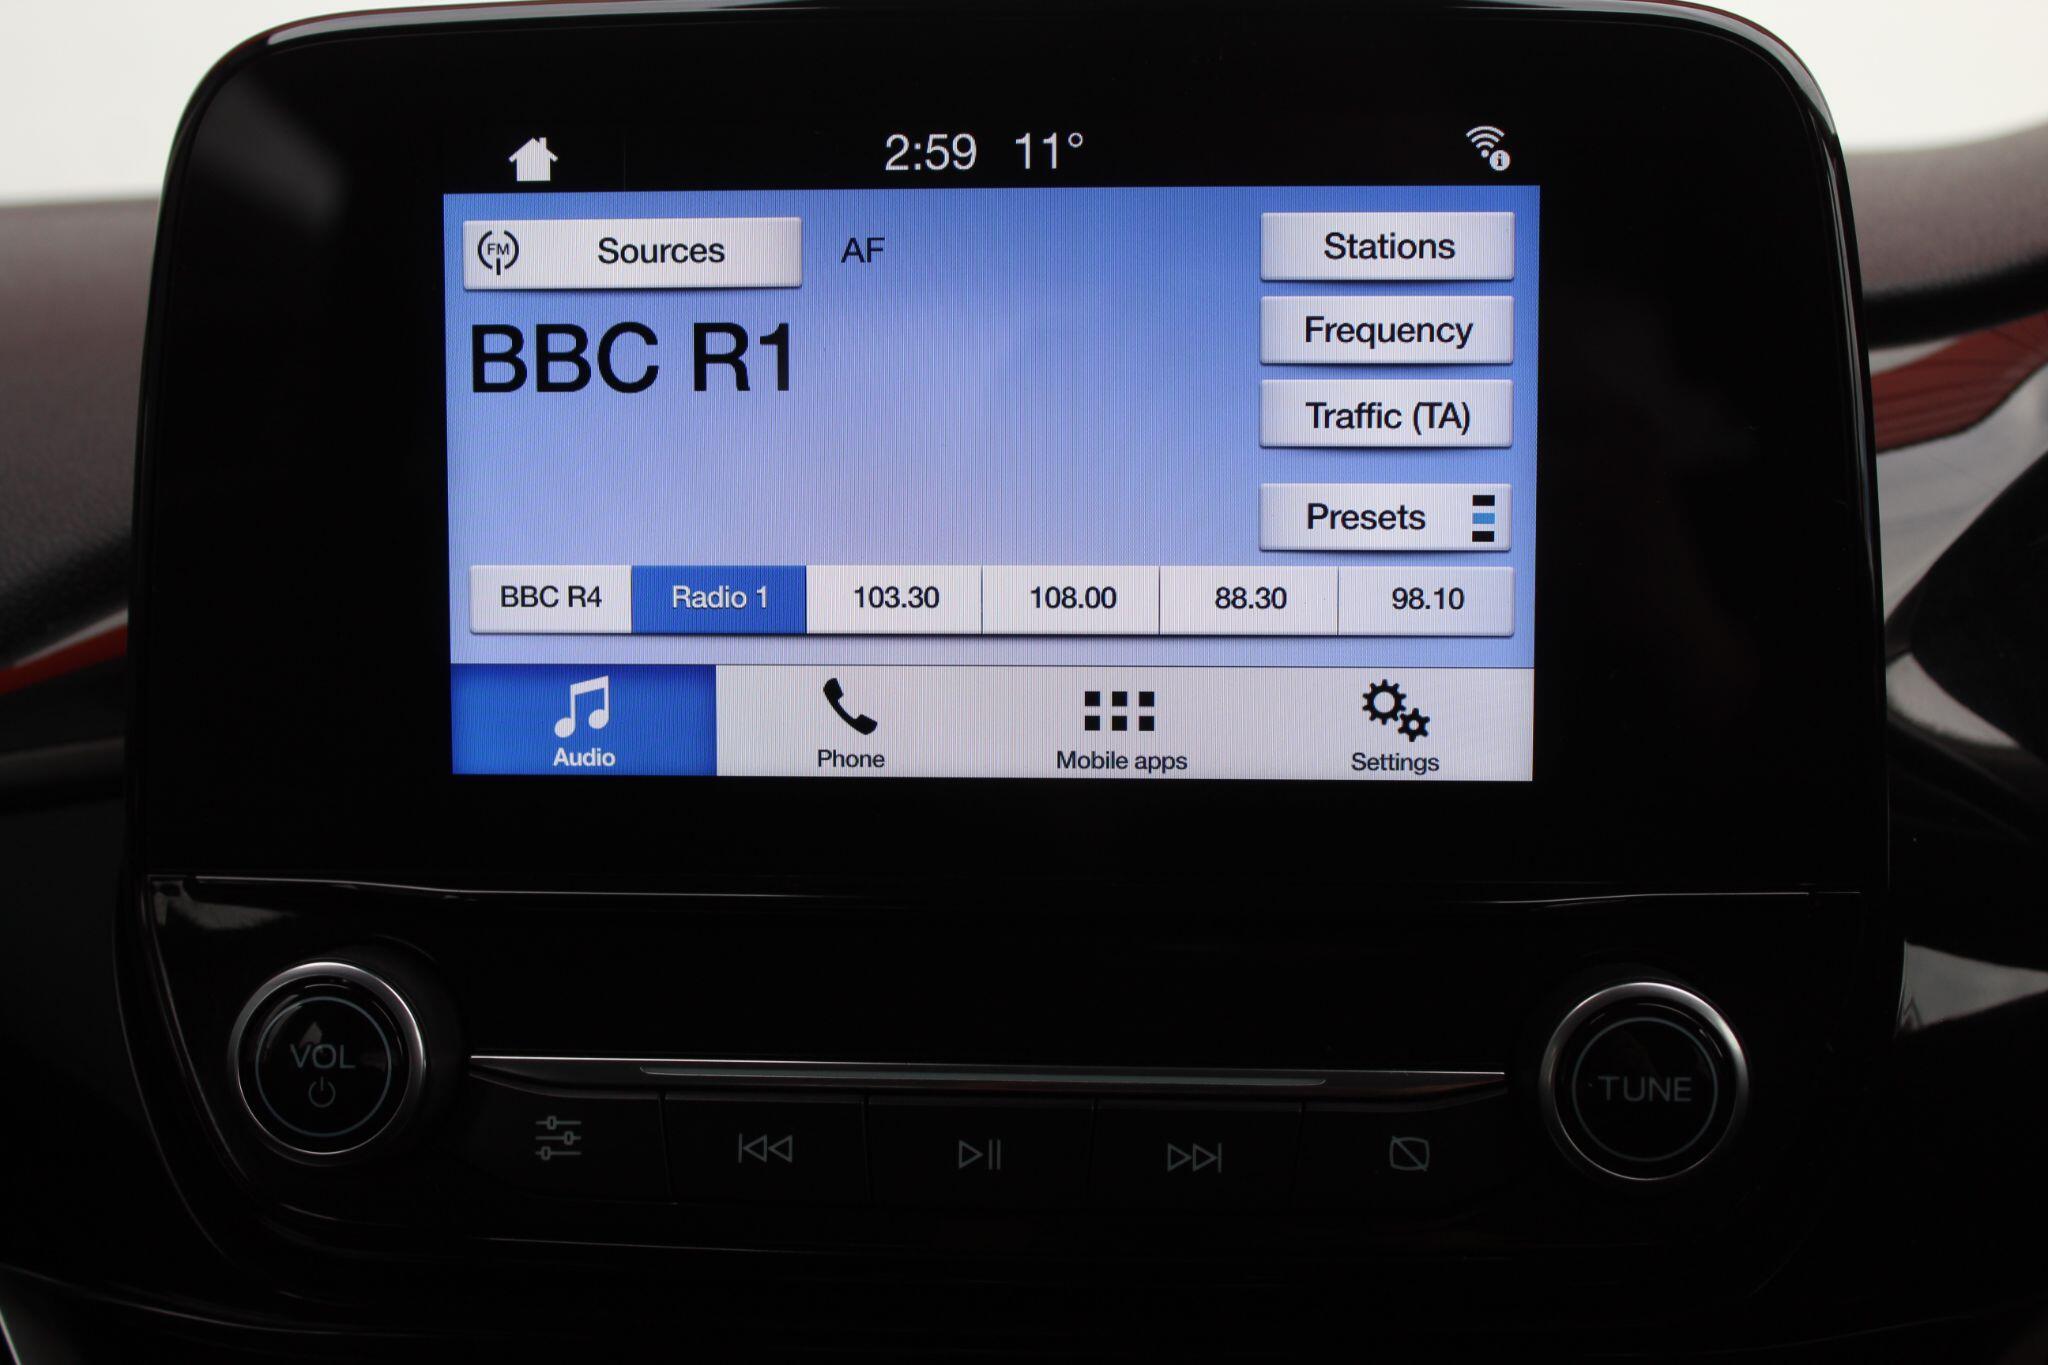 2:59 11°
FM Sources AF Stations
BBC R1
Frequency
Traffic (TA)
Presets
BBC R4 Radio 1 103.30 108.00 88.30 98.10
Audio Phone Mobile apps Settings
VOL
TUNE